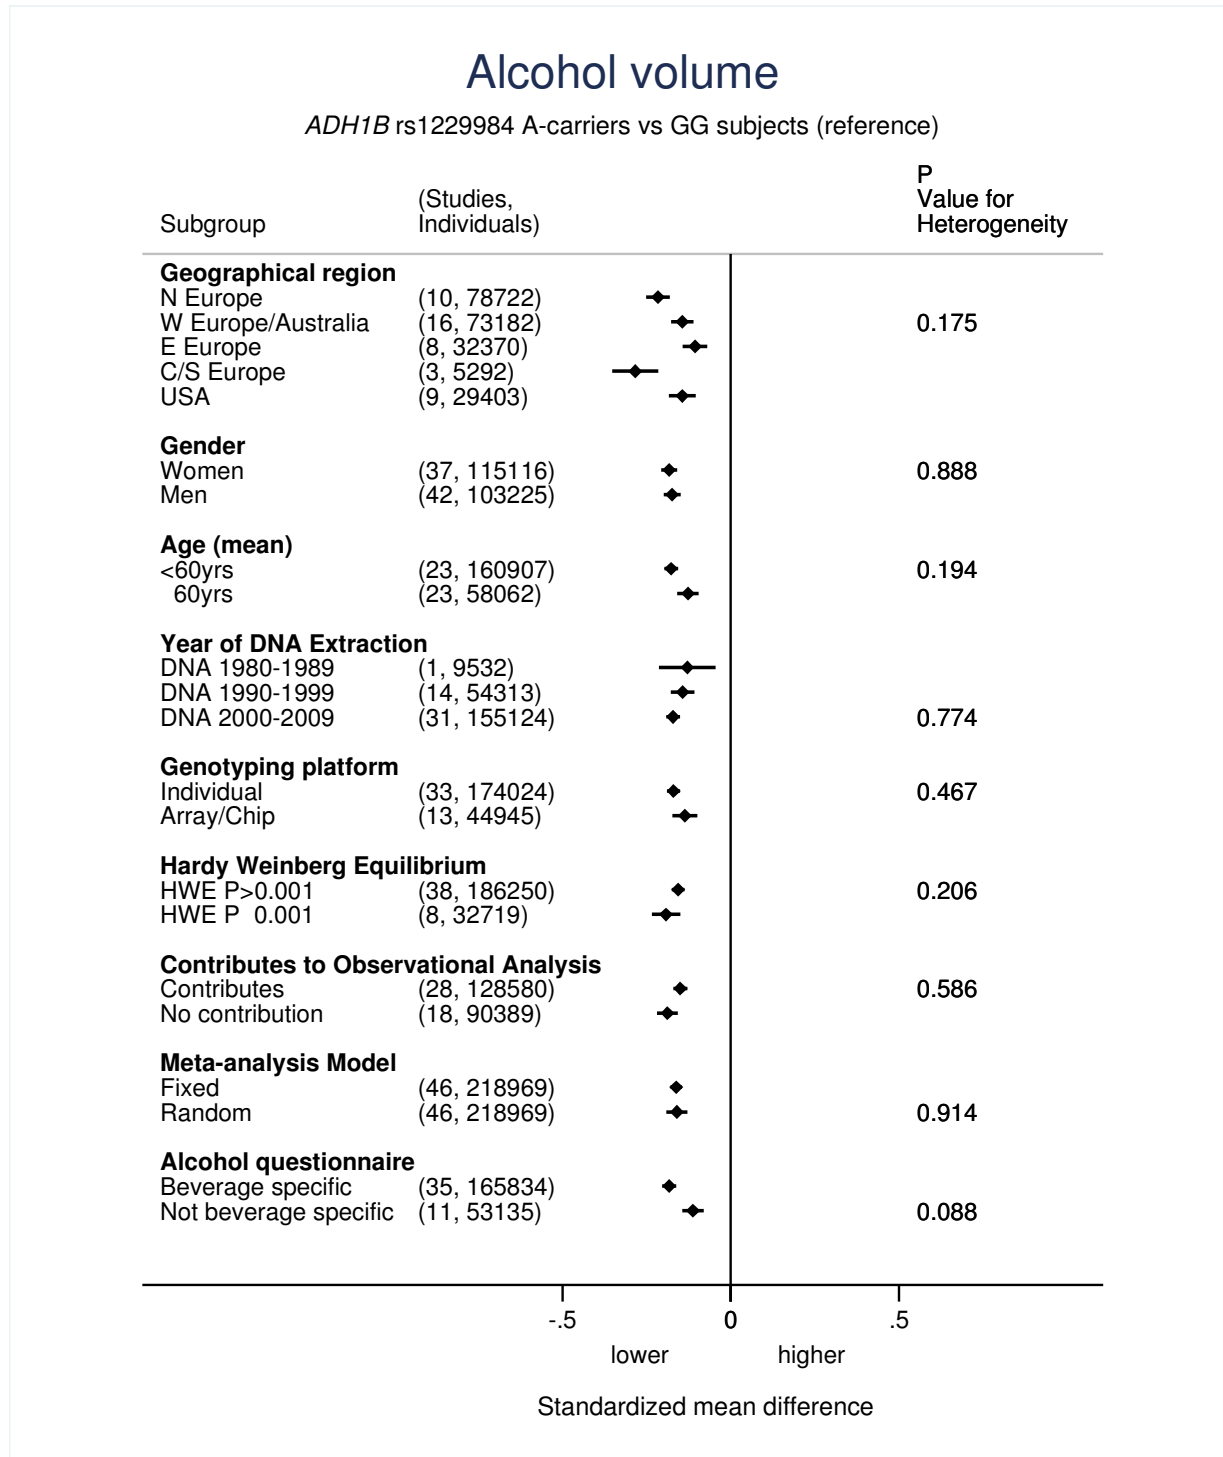 Alcohol volume
ADH1B rs1229984 A-carriers vs GG subjects (reference)
P
(Studies, Value for
Subgroup Individuals) Heterogeneity
Geographical region
N Europe (10, 78722)
W Europe/Australia (16, 73182) 0.175
E Europe (8, 32370)
C/S Europe (3, 5292)
USA (9, 29403)
Gender
Women (37, 115116) 0.888
Men (42, 103225)
Age (mean)
<60yrs (23, 160907) 0.194
60yrs (23, 58062)
Year of DNA Extraction
DNA 1980-1989 (1, 9532)
DNA 1990-1999 (14, 54313)
DNA 2000-2009 (31, 155124) 0.774
Genotyping platform
Individual (33, 174024) 0.467
Array/Chip (13, 44945)
Hardy Weinberg Equilibrium
HWE P>0.001 (38, 186250) 0.206
HWE P 0.001 (8, 32719)
Contributes to Observational Analysis
Contributes (28, 128580) 0.586
No contribution (18, 90389)
Meta-analysis Model
Fixed (46, 218969)
Random (46, 218969) 0.914
Alcohol questionnaire
Beverage specific (35, 165834)
Not beverage specific (11, 53135) 0.088
-.5 0 .5
lower higher
Standardized mean difference